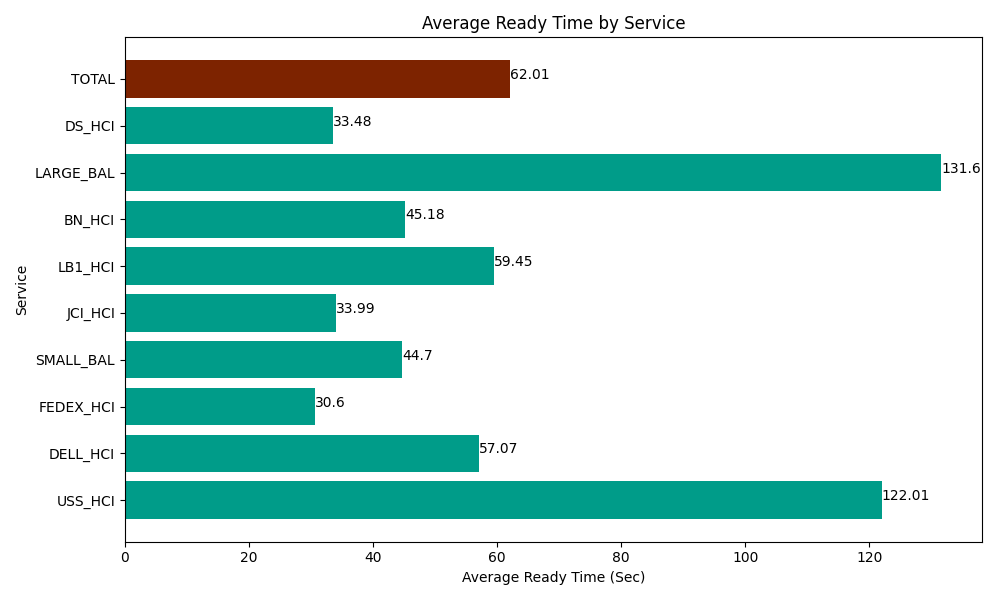 Average Ready Time by Service
Service
TOTAL 62.01
DS_HCI 33.48
LARGE_BAL 131.6
BN_HCI 45.18
LB1_HCI 59.45
JCI_HCI 33.99
SMALL_BAL 44.7
FEDEX_HCI 30.6
DELL_HCI 57.07
USS_HCI 122.01
0 20 40 60 80 100 120
Average Ready Time (Sec)